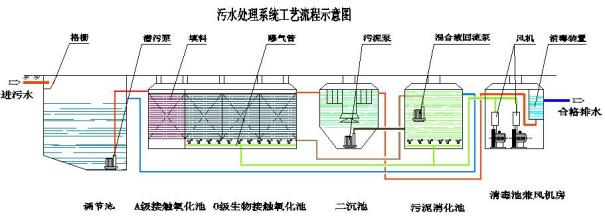 污水处理系统工艺流程示意图
格栅 潜污泵 填料 曝气管 污泥泵 混合液回流泵 风机 消毒装置
进污水
合格排水
调节池 A级接触氧化池 O级生物接触氧化池 二沉池 污泥消化池 消毒池兼风机房